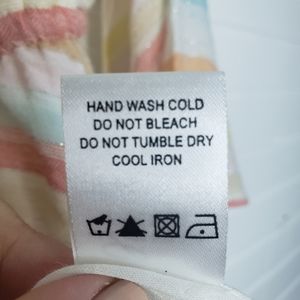 HAND WASH COLD
DO NOT BLEACH
DO NOT TUMBLE DRY
COOL IRON